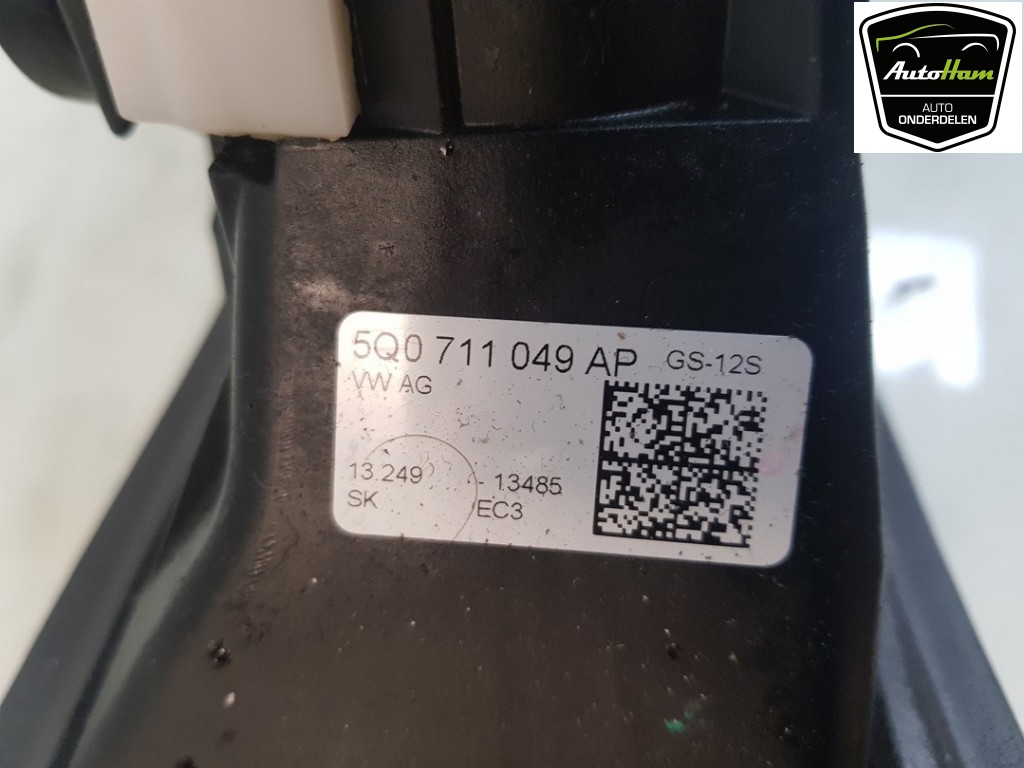 AutoHam
AUTO
ONDERDELEN
5Q0 711 049 AP GS-12S
VW AG
13.249 - 13485
SK EC3